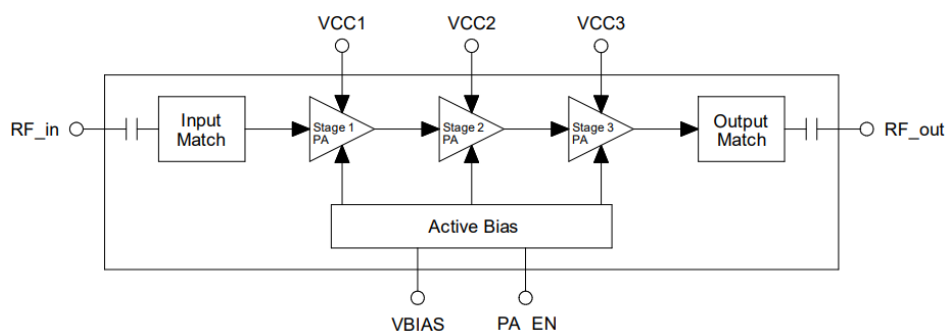 VCC1 VCC2 VCC3
RF_in
Input
Match
Stage 1
PA
Stage 2
PA
Stage 3
PA
Output
Match
RF_out
Active Bias
VBIAS PA_EN